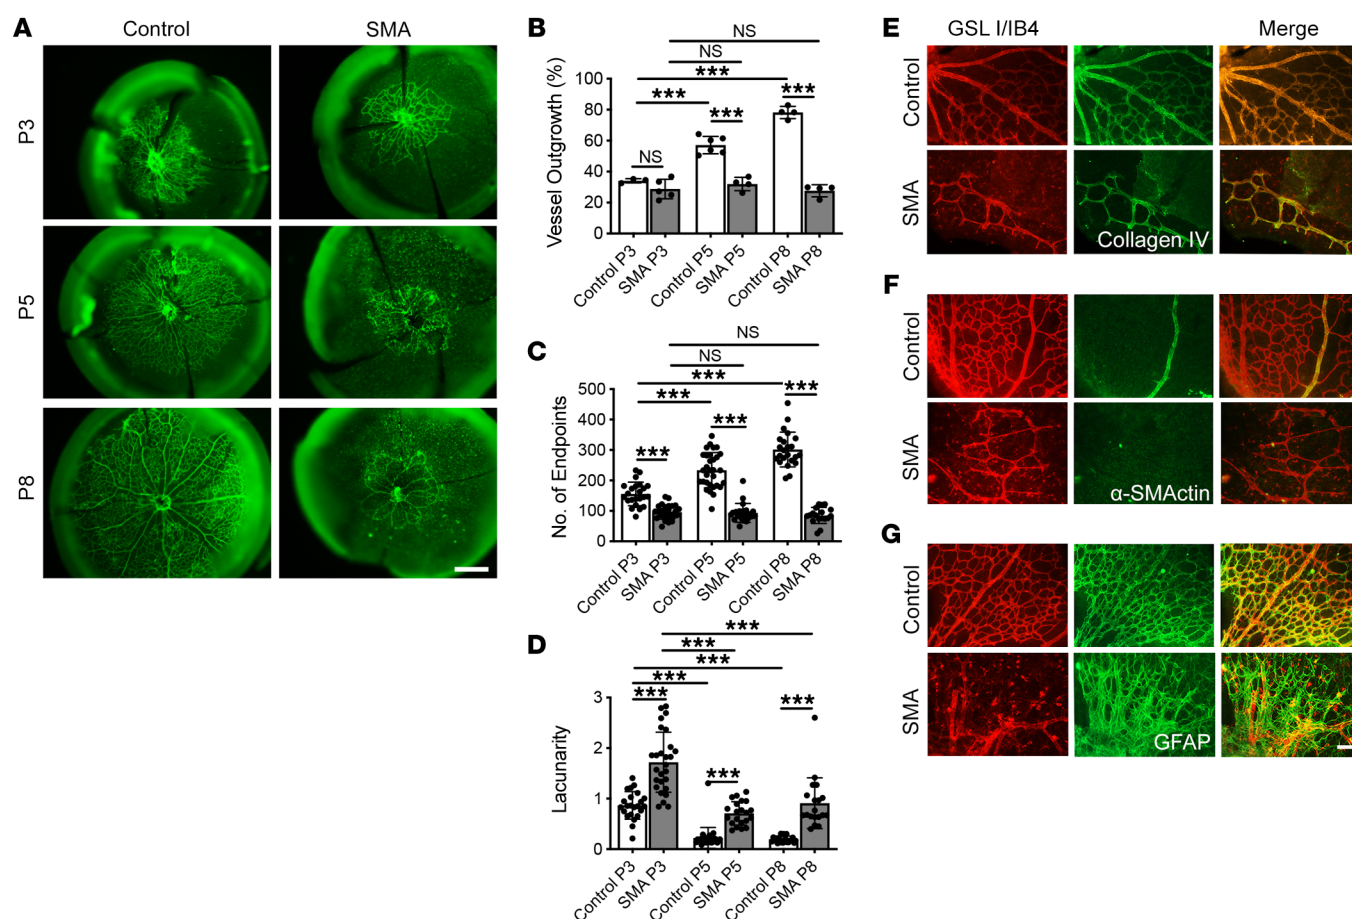 A
Control
SMA
P3
P5
P8
B
NS
NS
***
***
***
***
NS
Vessel Outgrowth (%)
100
80
60
40
20
0
Control P3
SMA P3
Control P5
SMA P5
Control P8
SMA P8
C
NS
NS
***
***
***
***
***
No. of Endpoints
500
400
300
200
100
0
Control P3
SMA P3
Control P5
SMA P5
Control P8
SMA P8
D
***
***
***
***
***
***
***
Lacunarity
3
2
1
0
Control P3
SMA P3
Control P5
SMA P5
Control P8
SMA P8
E
GSL I/IB4
Merge
Control
SMA
Collagen IV
F
Control
SMA
α-SMActin
G
Control
SMA
GFAP